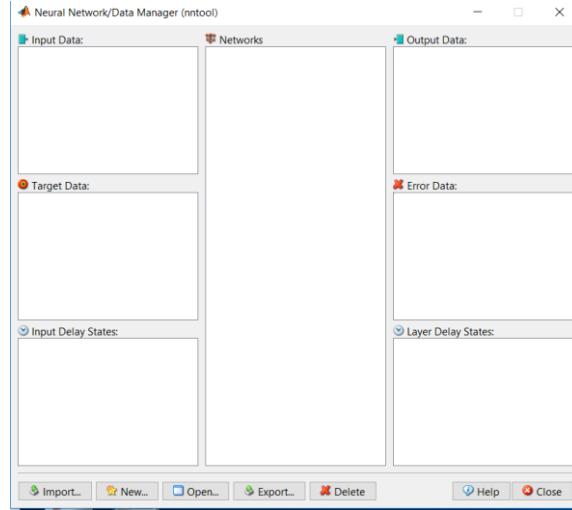 Neural Network/Data Manager (nntool)
Input Data:
Networks
Output Data:
Target Data:
Error Data:
Input Delay States:
Layer Delay States:
Import...
New...
Open...
Export...
Delete
Help
Close